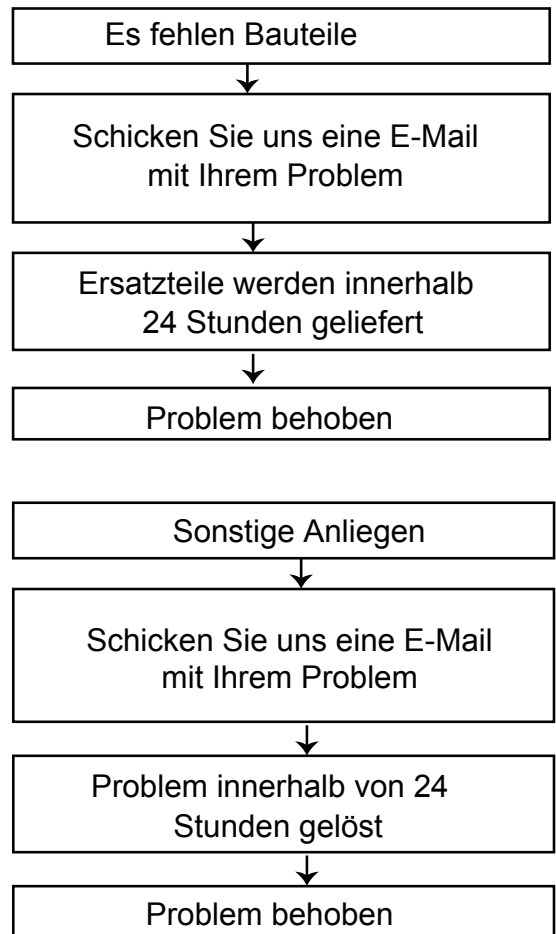 Es fehlen Bauteile
Schicken Sie uns eine E-Mail
mit Ihrem Problem
Ersatzteile werden innerhalb
24 Stunden geliefert
Problem behoben
Sonstige Anliegen
Schicken Sie uns eine E-Mail
mit Ihrem Problem
Problem innerhalb von 24
Stunden gelöst
Problem behoben